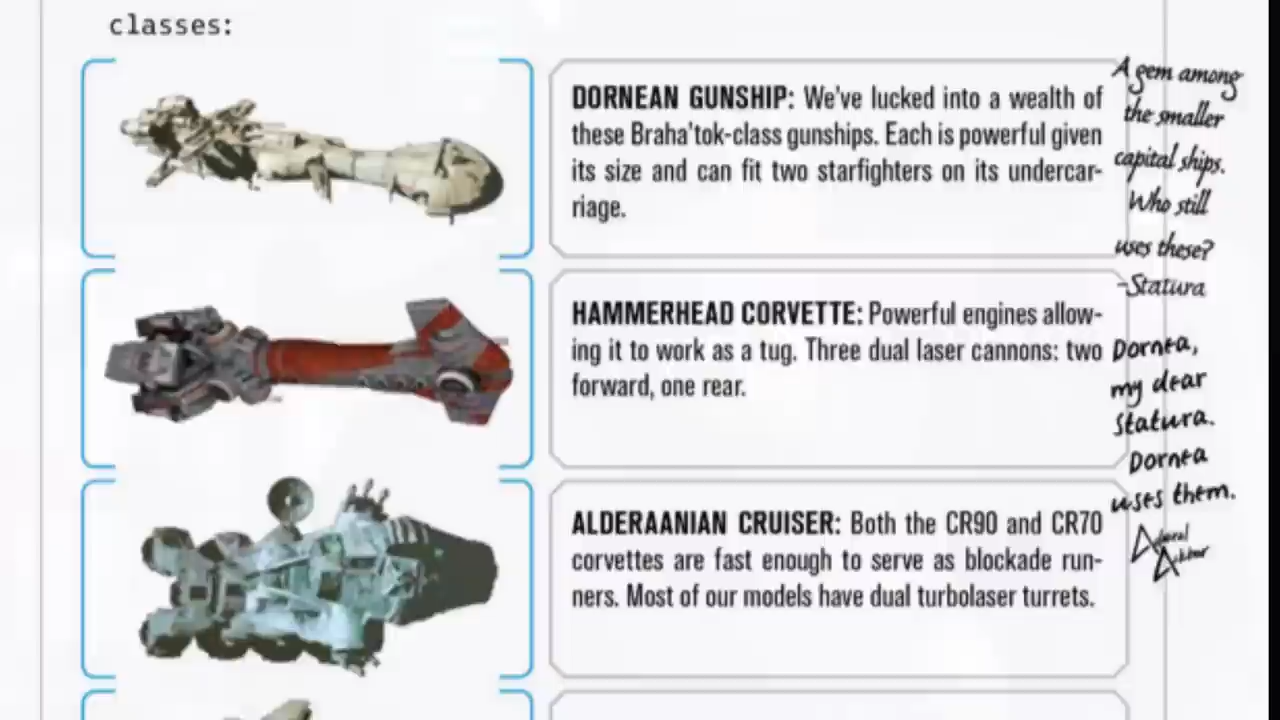 classes:
DORNEAN GUNSHIP: We've lucked into a wealth of
these Braha'tok-class gunships. Each is powerful given
its size and can fit two starfighters on its undercar-
riage.
HAMMERHEAD CORVETTE: Powerful engines allow-
ing it to work as a tug. Three dual laser cannons: two
forward, one rear.
ALDERAANIAN CRUISER: Both the CR90 and CR70
corvettes are fast enough to serve as blockade run-
ners. Most of our models have dual turbolaser turrets.
A gem among
the smaller
capital ships.
Who still
uses these?
-Statura
Dornea,
my dear
Statura.
Dornea
uses them.
Admiral
Ackbar